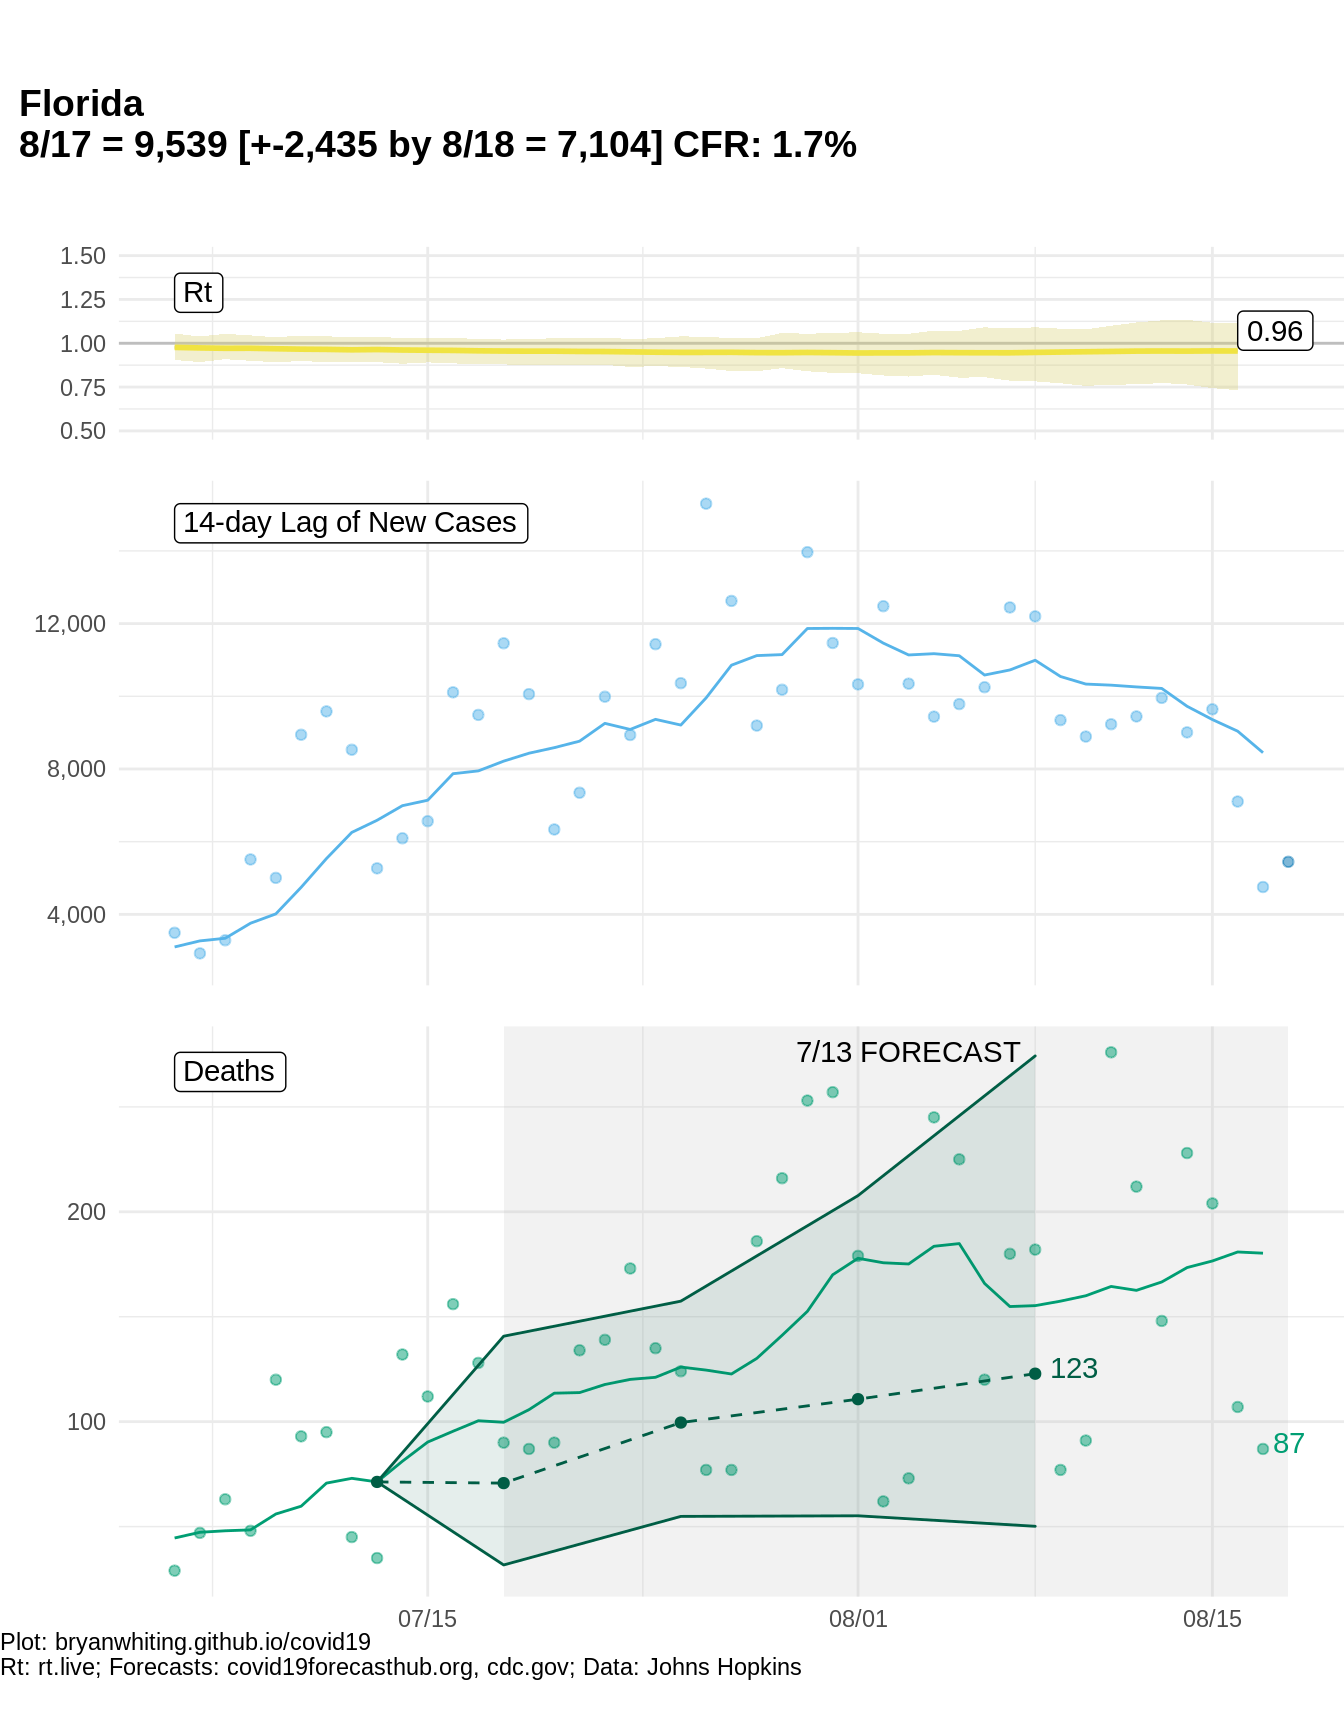 Florida
8/17 = 9,539 [+-2,435 by 8/18 = 7,104] CFR: 1.7%
1.50
Rt
1.25
0.96
1.00
0.75
0.50
14-day Lag of New Cases
12,000
8,000
4,000
7/13 FORECAST
Deaths
200
123
100
87
07/15
08/01
08/15
Plot: bryanwhiting.github.io/covid19
Rt: rt.live; Forecasts: covid19forecasthub.org, cdc.gov; Data: Johns Hopkins